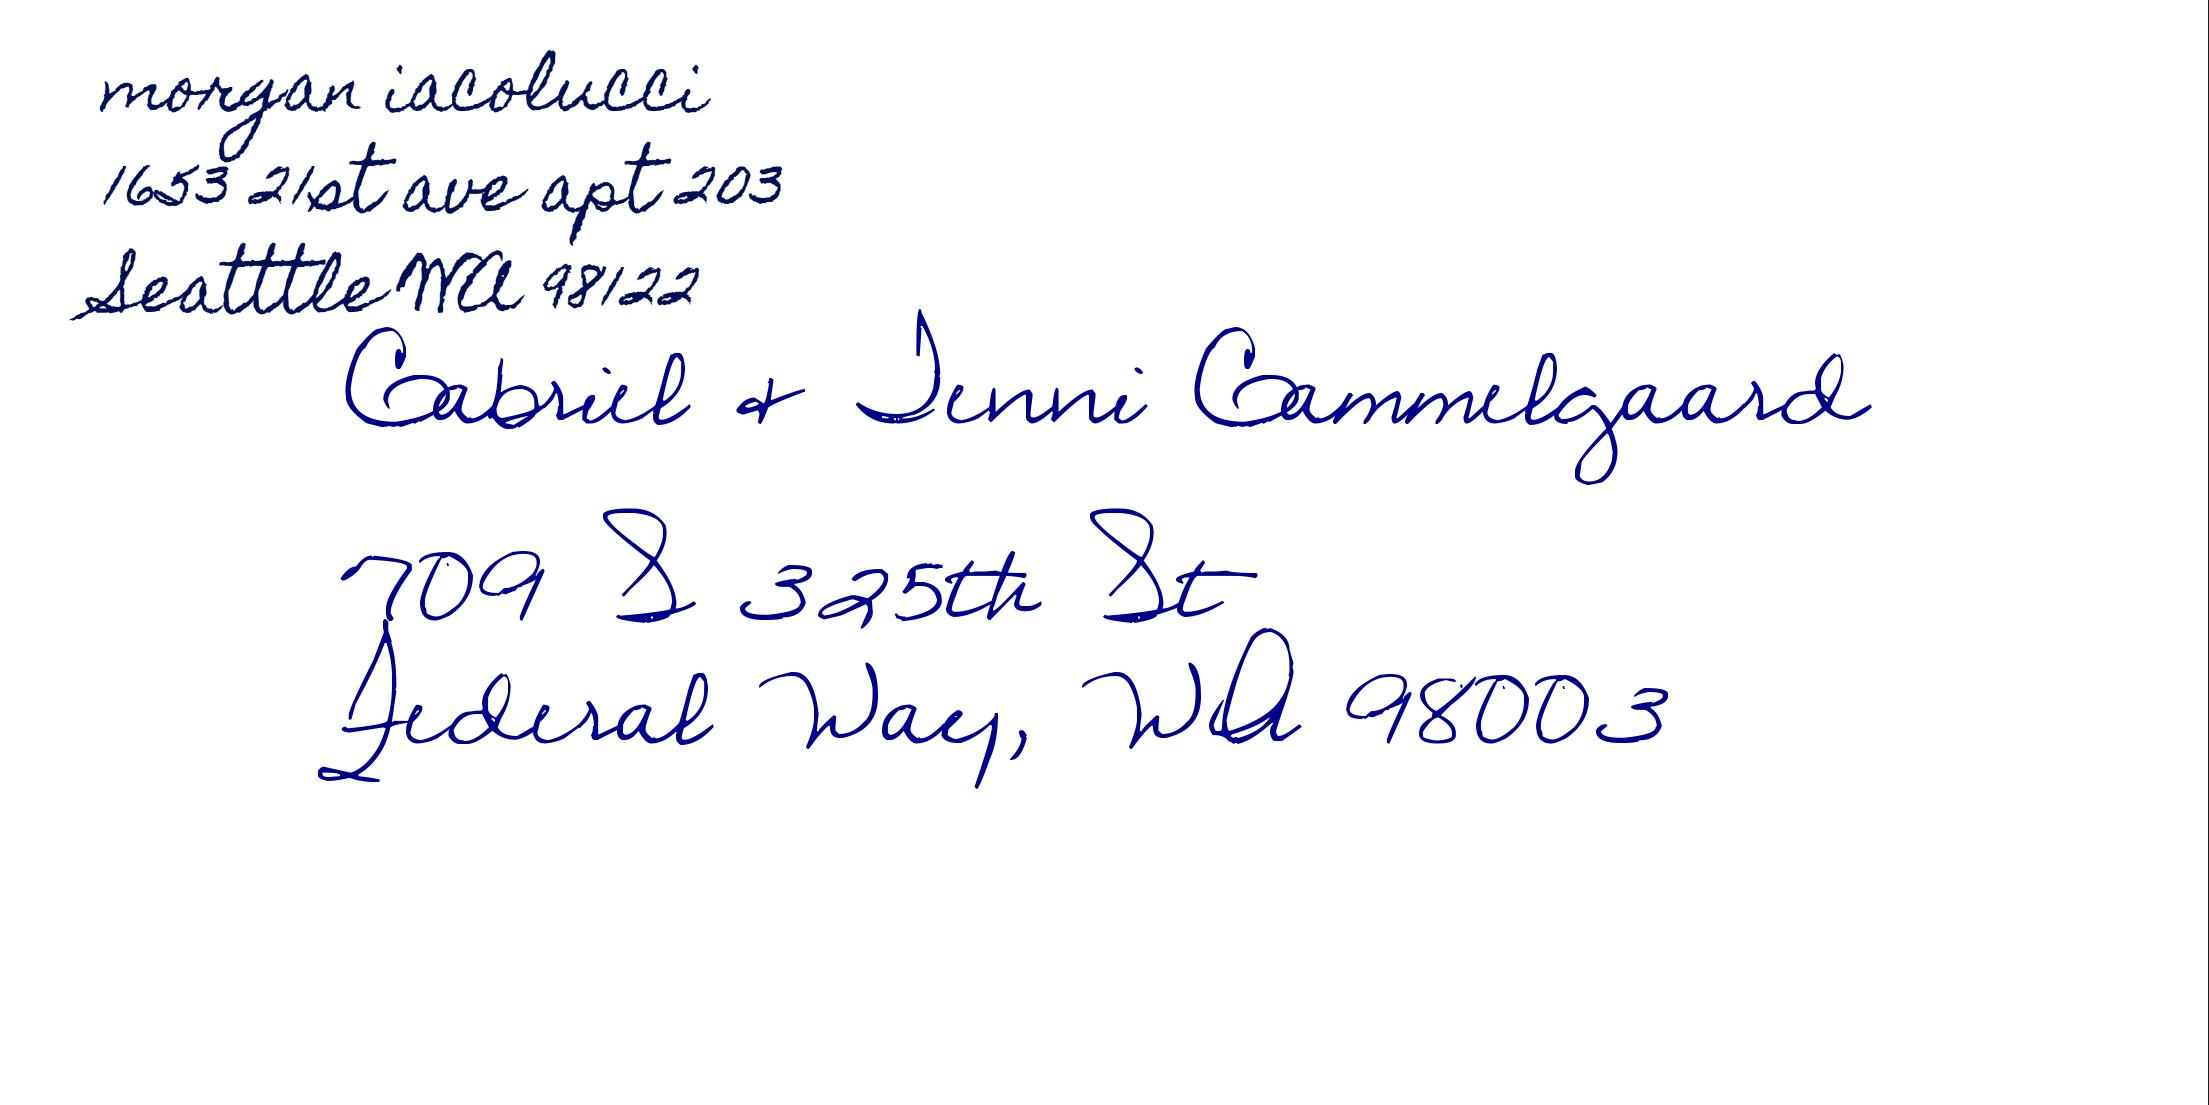 morgan iacolucci
1653 21st ave apt 203
Seatttle WA 98122
Gabriel & Jenni Gammelgaard
709 S 325th St
Federal Way, WA 98003